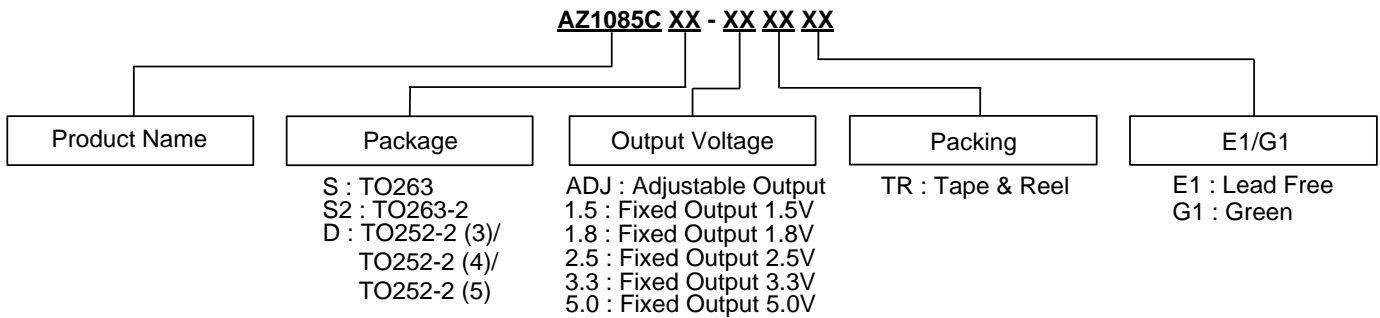 AZ1085C XX - XX XX XX
Product Name
Package
Output Voltage
Packing
E1/G1
S : TO263
S2 : TO263-2
D : TO252-2 (3)/
TO252-2 (4)/
TO252-2 (5)
ADJ : Adjustable Output
1.5 : Fixed Output 1.5V
1.8 : Fixed Output 1.8V
2.5 : Fixed Output 2.5V
3.3 : Fixed Output 3.3V
5.0 : Fixed Output 5.0V
TR : Tape & Reel
E1 : Lead Free
G1 : Green